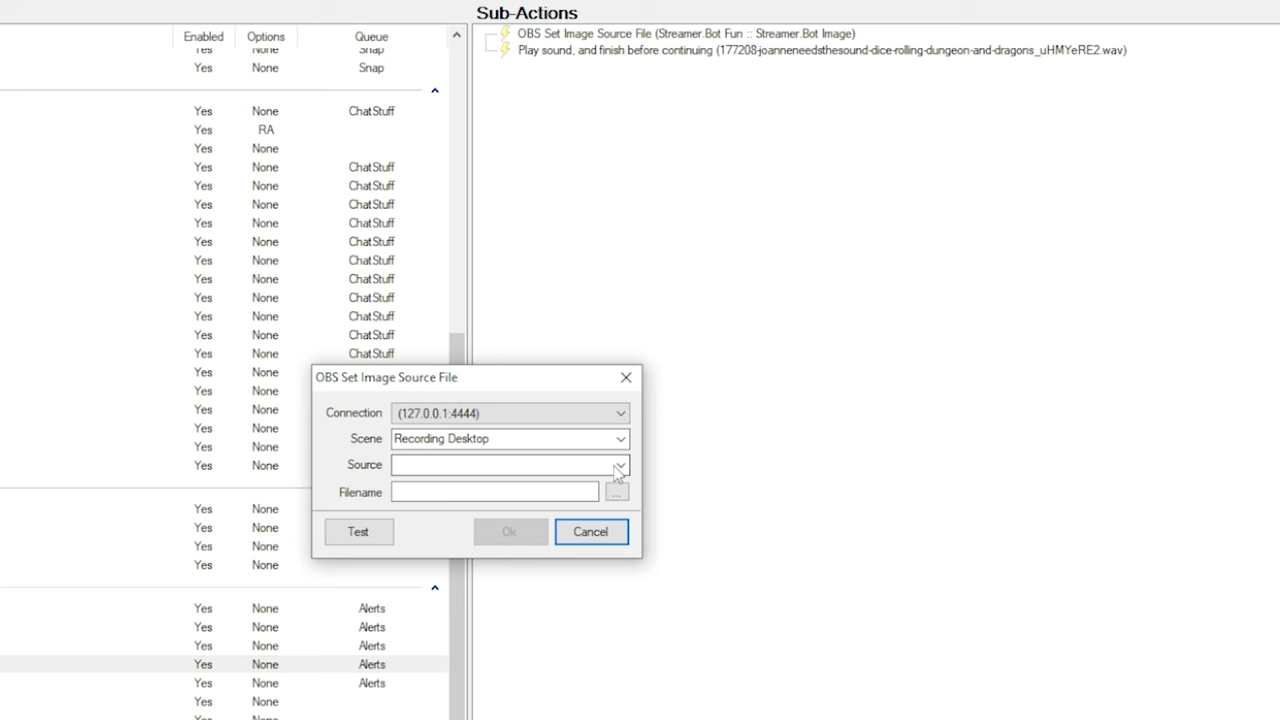 Sub-Actions
Enabled Options Queue
Yes None Snap
Yes None Snap
Yes None ChatStuff
Yes RA
Yes None
Yes None ChatStuff
Yes None ChatStuff
Yes None ChatStuff
Yes None ChatStuff
Yes None ChatStuff
Yes None ChatStuff
Yes None ChatStuff
Yes None ChatStuff
Yes None ChatStuff
Yes None ChatStuff
Yes None ChatStuff
Yes None
Yes None
Yes None
Yes None
Yes None
Yes None
Yes None
Yes None
Yes None
Yes None
Yes None Alerts
Yes None Alerts
Yes None Alerts
Yes None Alerts
Yes None Alerts
Yes None
OBS Set Image Source File (Streamer.Bot Fun :: Streamer.Bot Image)
Play sound, and finish before continuing (177208-joanneneedsthesound-dice-rolling-dungeon-and-dragons_uHMYeRE2.wav)
OBS Set Image Source File
Connection (127.0.0.1:4444)
Scene Recording Desktop
Source
Filename ...
Test Ok Cancel